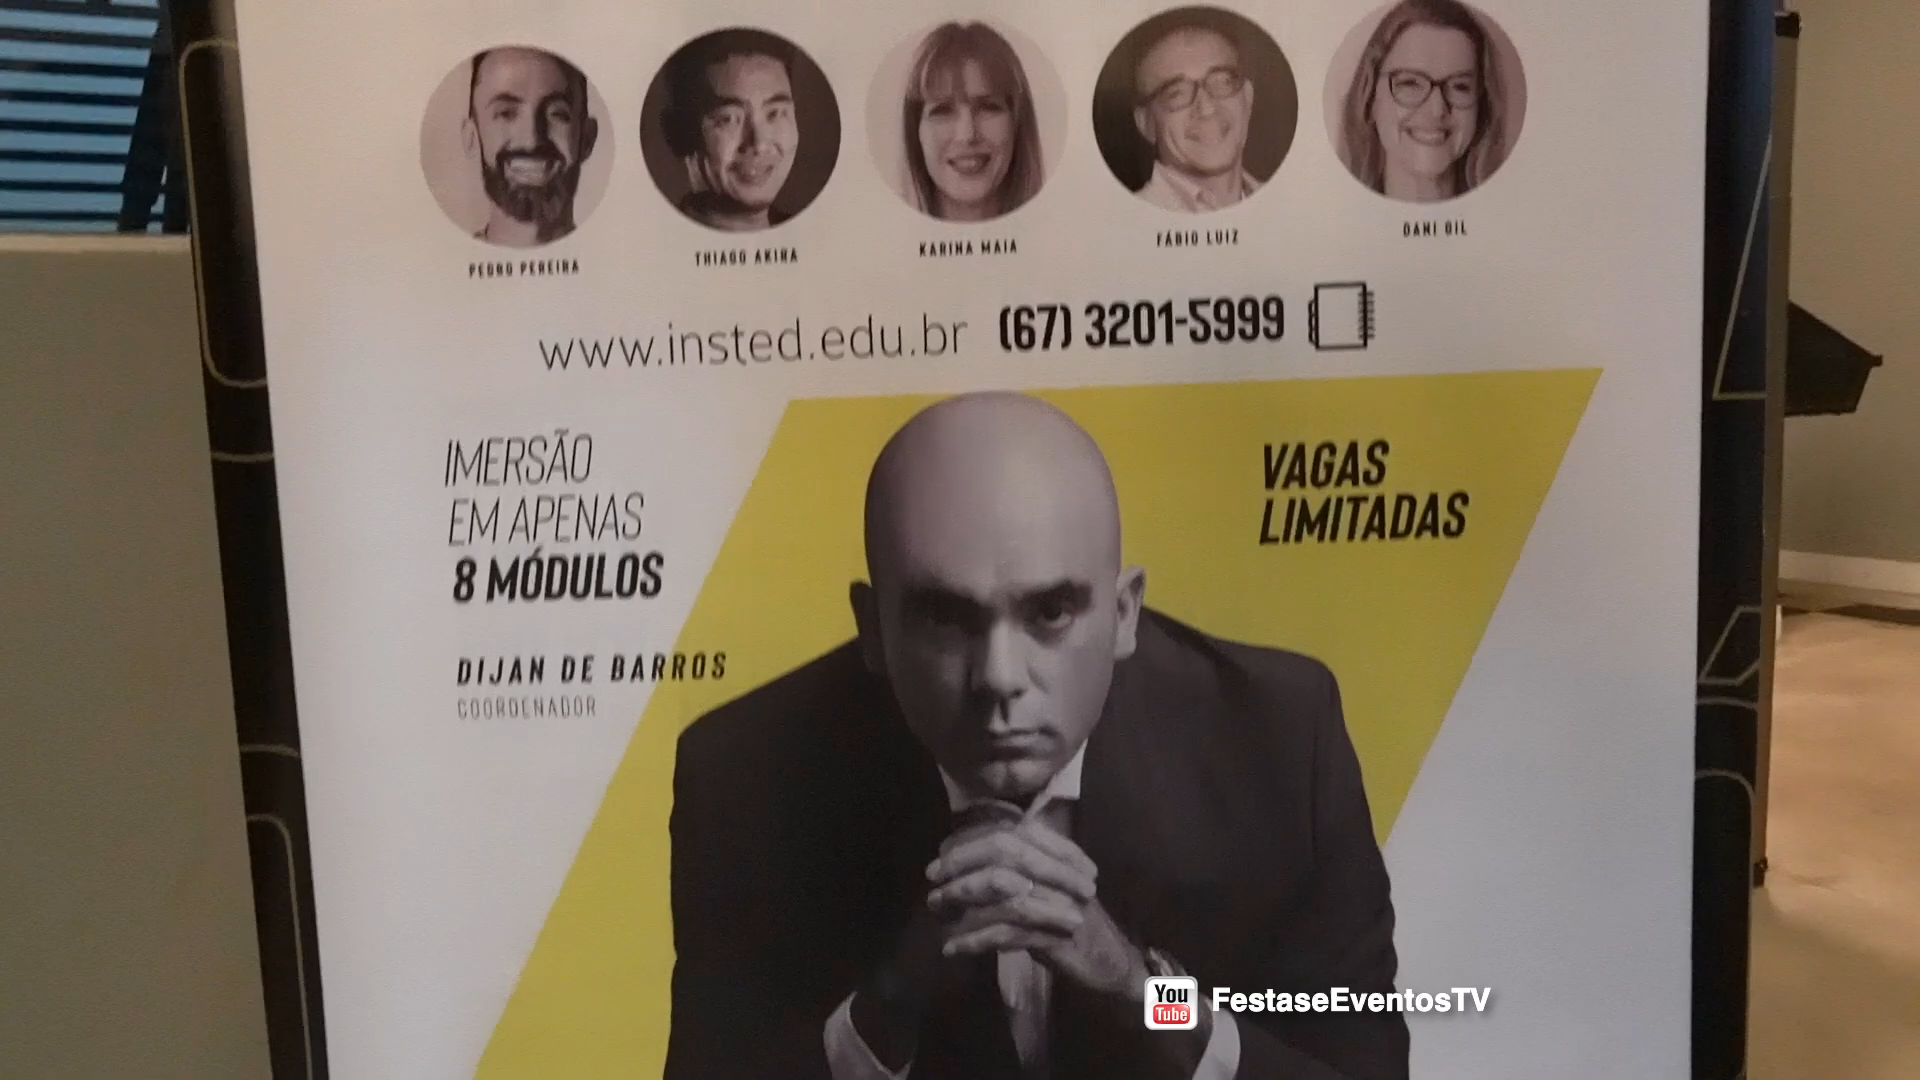 PEDRO PEREIRA
THIAGO AKIRA
KARINA MAIA
FÁBIO LUIZ
DANI GIL
www.insted.edu.br (67) 3201-5999
IMERSÃO
EM APENAS
8 MÓDULOS
VAGAS
LIMITADAS
DIJAN DE BARROS
COORDENADOR
You
Tube
FestaseEventosTV